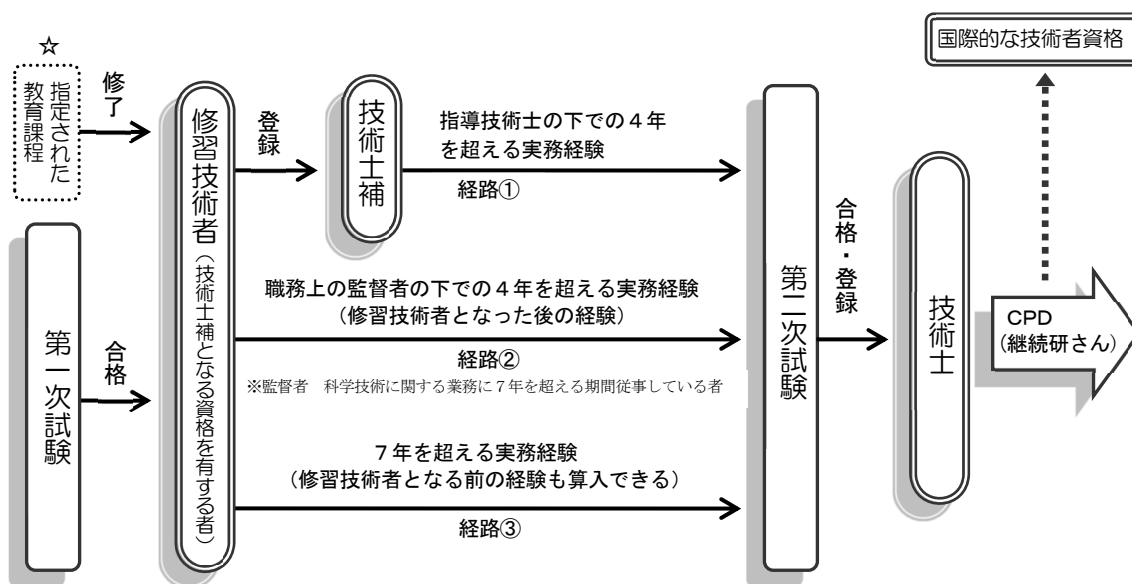 ☆
指定された
教育課程
修了
第一次試験
合格
修習技術者(技術士補となる資格を有する者)
登録
技術士補
指導技術士の下での4年
を超える実務経験
経路①
職務上の監督者の下での4年を超える実務経験
(修習技術者となった後の経験)
経路②
※監督者 科学技術に関する業務に7年を超える期間従事している者
7年を超える実務経験
(修習技術者となる前の経験も算入できる)
経路③
第二次試験
合格・登録
技術士
CPD
(継続研さん)
国際的な技術者資格